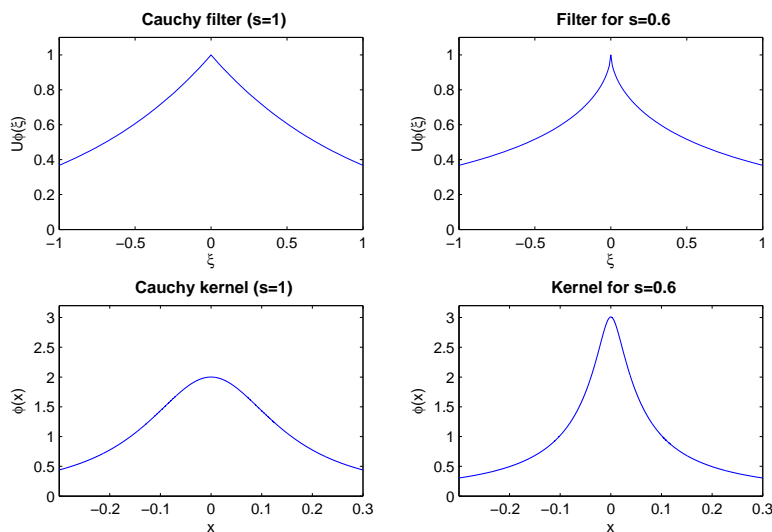 Cauchy filter (s=1)
Uϕ(ξ)
1
0.8
0.6
0.4
0.2
0
−1 −0.5 0 0.5 1
ξ
Filter for s=0.6
Uϕ(ξ)
1
0.8
0.6
0.4
0.2
0
−1 −0.5 0 0.5 1
ξ
Cauchy kernel (s=1)
ϕ(x)
3
2.5
2
1.5
1
0.5
0
−0.2 −0.1 0 0.1 0.2 0.3
x
Kernel for s=0.6
ϕ(x)
3
2.5
2
1.5
1
0.5
0
−0.2 −0.1 0 0.1 0.2 0.3
x